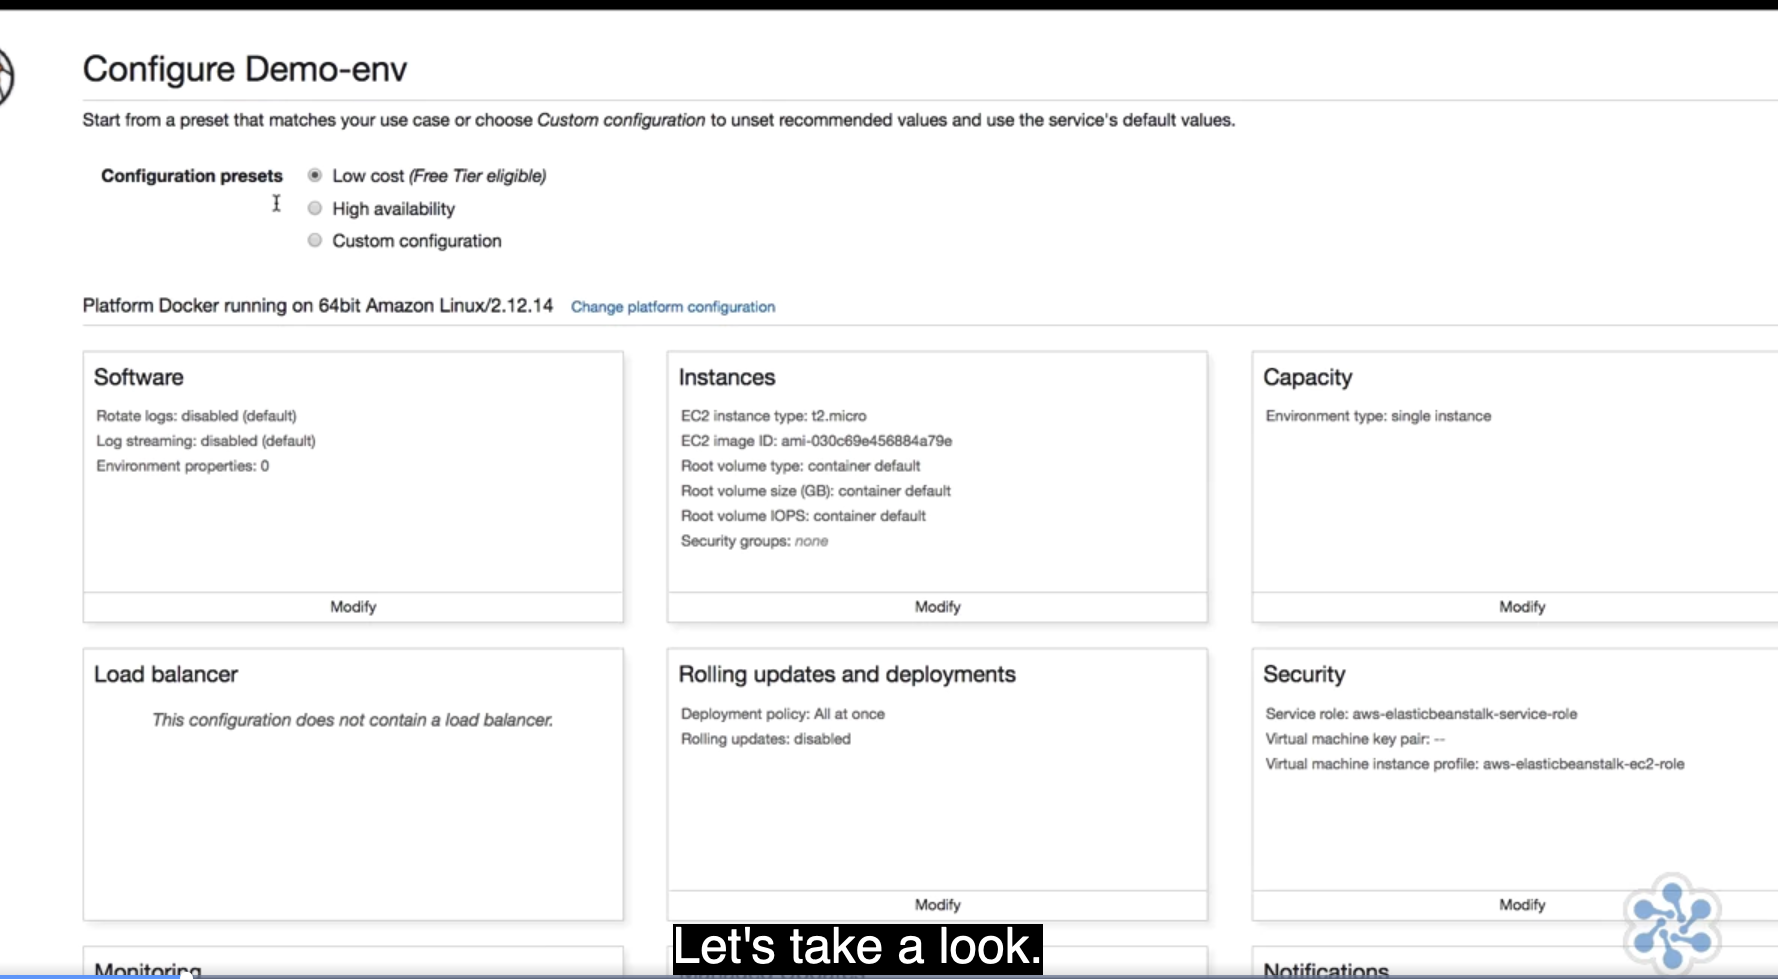 Configure Demo-env
Start from a preset that matches your use case or choose Custom configuration to unset recommended values and use the service's default values.
Configuration presets
Low cost (Free Tier eligible)
High availability
Custom configuration
Platform Docker running on 64bit Amazon Linux/2.12.14 Change platform configuration
Software
Rotate logs: disabled (default)
Log streaming: disabled (default)
Environment properties: 0
Modify
Instances
EC2 instance type: t2.micro
EC2 image ID: ami-030c69e456884a79e
Root volume type: container default
Root volume size (GB): container default
Root volume IOPS: container default
Security groups: none
Modify
Capacity
Environment type: single instance
Modify
Load balancer
This configuration does not contain a load balancer.
Rolling updates and deployments
Deployment policy: All at once
Rolling updates: disabled
Modify
Security
Service role: aws-elasticbeanstalk-service-role
Virtual machine key pair: --
Virtual machine instance profile: aws-elasticbeanstalk-ec2-role
Modify
Monitoring
Notifications
Let's take a look.